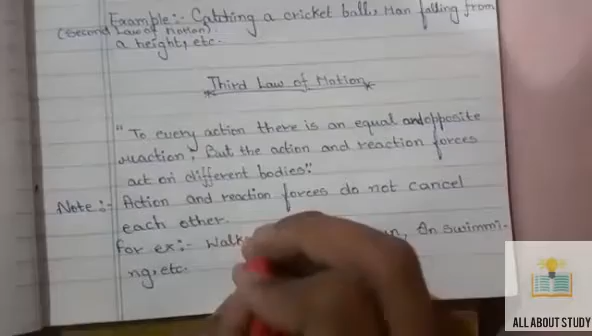 Example:- Catching a cricket ball, Man falling from
(Second Law of Motion)
a height, etc.
Third Law of Motion
"To every action there is an equal and opposite
reaction, But the action and reaction forces
act on different bodies."
Note:- Action and reaction forces do not cancel
each other.
for ex:- Walk
, In swimmi-
ng, etc.
ALL ABOUT STUDY